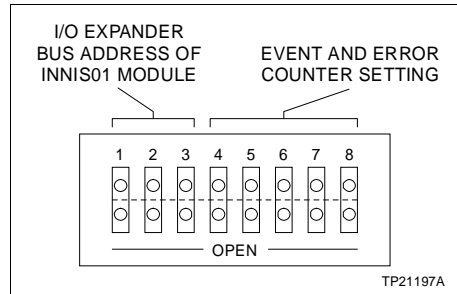 I/O EXPANDER
BUS ADDRESS OF
INNIS01 MODULE
EVENT AND ERROR
COUNTER SETTING
1 2 3 4 5 6 7 8
OPEN
TP21197A